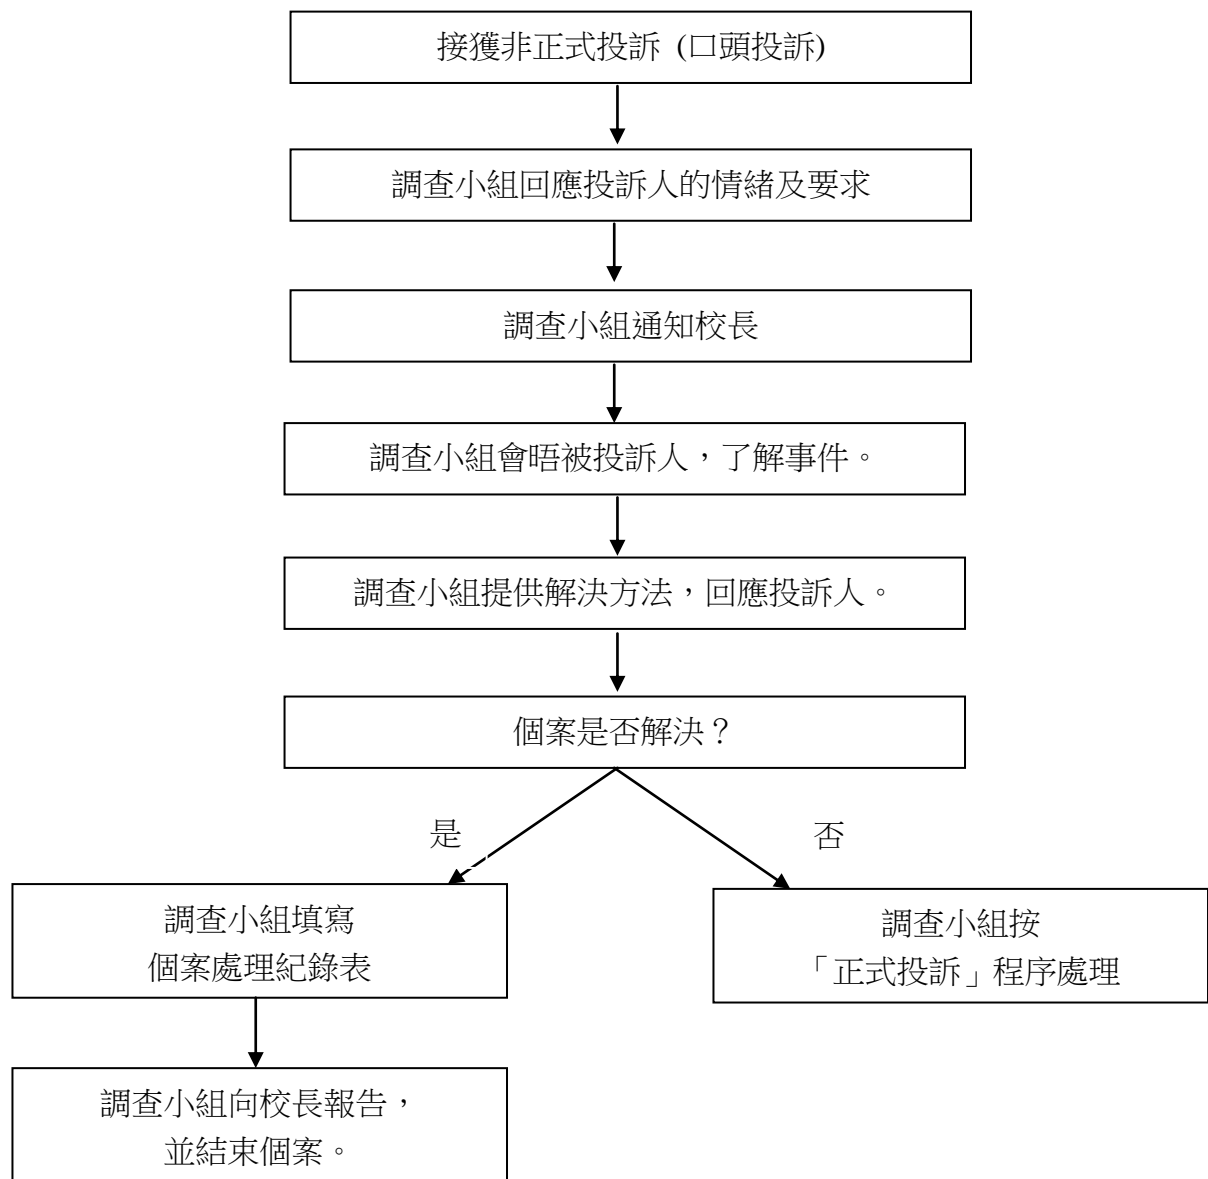 接獲非正式投訴 (口頭投訴)
調查小組回應投訴人的情緒及要求
調查小組通知校長
調查小組會晤被投訴人，了解事件。
調查小組提供解決方法，回應投訴人。
個案是否解決？
是
否
調查小組填寫
個案處理紀錄表
調查小組按
「正式投訴」程序處理
調查小組向校長報告，
並結束個案。